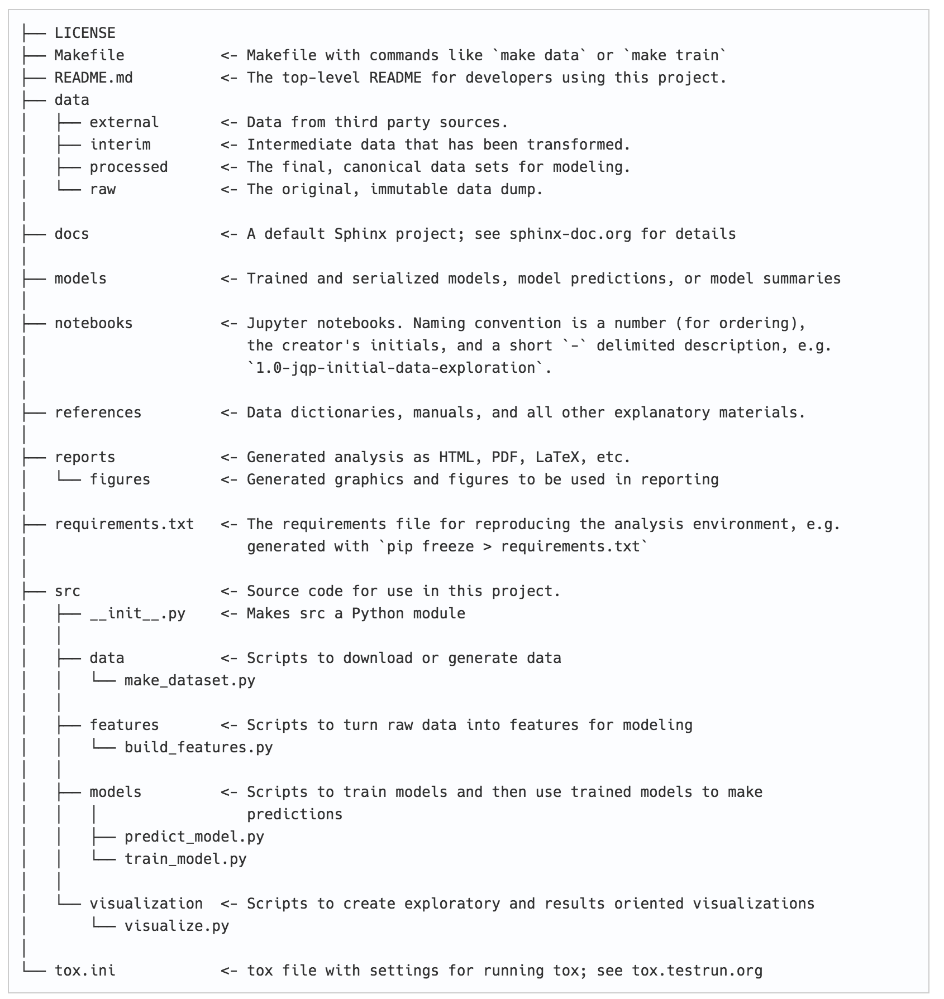 ├── LICENSE
├── Makefile           <- Makefile with commands like `make data` or `make train`
├── README.md          <- The top-level README for developers using this project.
├── data
│   ├── external       <- Data from third party sources.
│   ├── interim        <- Intermediate data that has been transformed.
│   ├── processed      <- The final, canonical data sets for modeling.
│   └── raw            <- The original, immutable data dump.
│
├── docs               <- A default Sphinx project; see sphinx-doc.org for details
│
├── models             <- Trained and serialized models, model predictions, or model summaries
│
├── notebooks          <- Jupyter notebooks. Naming convention is a number (for ordering),
│                         the creator's initials, and a short `-` delimited description, e.g.
│                         `1.0-jqp-initial-data-exploration`.
│
├── references         <- Data dictionaries, manuals, and all other explanatory materials.
│
├── reports            <- Generated analysis as HTML, PDF, LaTeX, etc.
│   └── figures        <- Generated graphics and figures to be used in reporting
│
├── requirements.txt   <- The requirements file for reproducing the analysis environment, e.g.
│                         generated with `pip freeze > requirements.txt`
│
├── src                <- Source code for use in this project.
│   ├── __init__.py    <- Makes src a Python module
│   │
│   ├── data           <- Scripts to download or generate data
│   │   └── make_dataset.py
│   │
│   ├── features       <- Scripts to turn raw data into features for modeling
│   │   └── build_features.py
│   │
│   ├── models         <- Scripts to train models and then use trained models to make
│   │   │                 predictions
│   │   ├── predict_model.py
│   │   └── train_model.py
│   │
│   └── visualization  <- Scripts to create exploratory and results oriented visualizations
│       └── visualize.py
│
└── tox.ini            <- tox file with settings for running tox; see tox.testrun.org